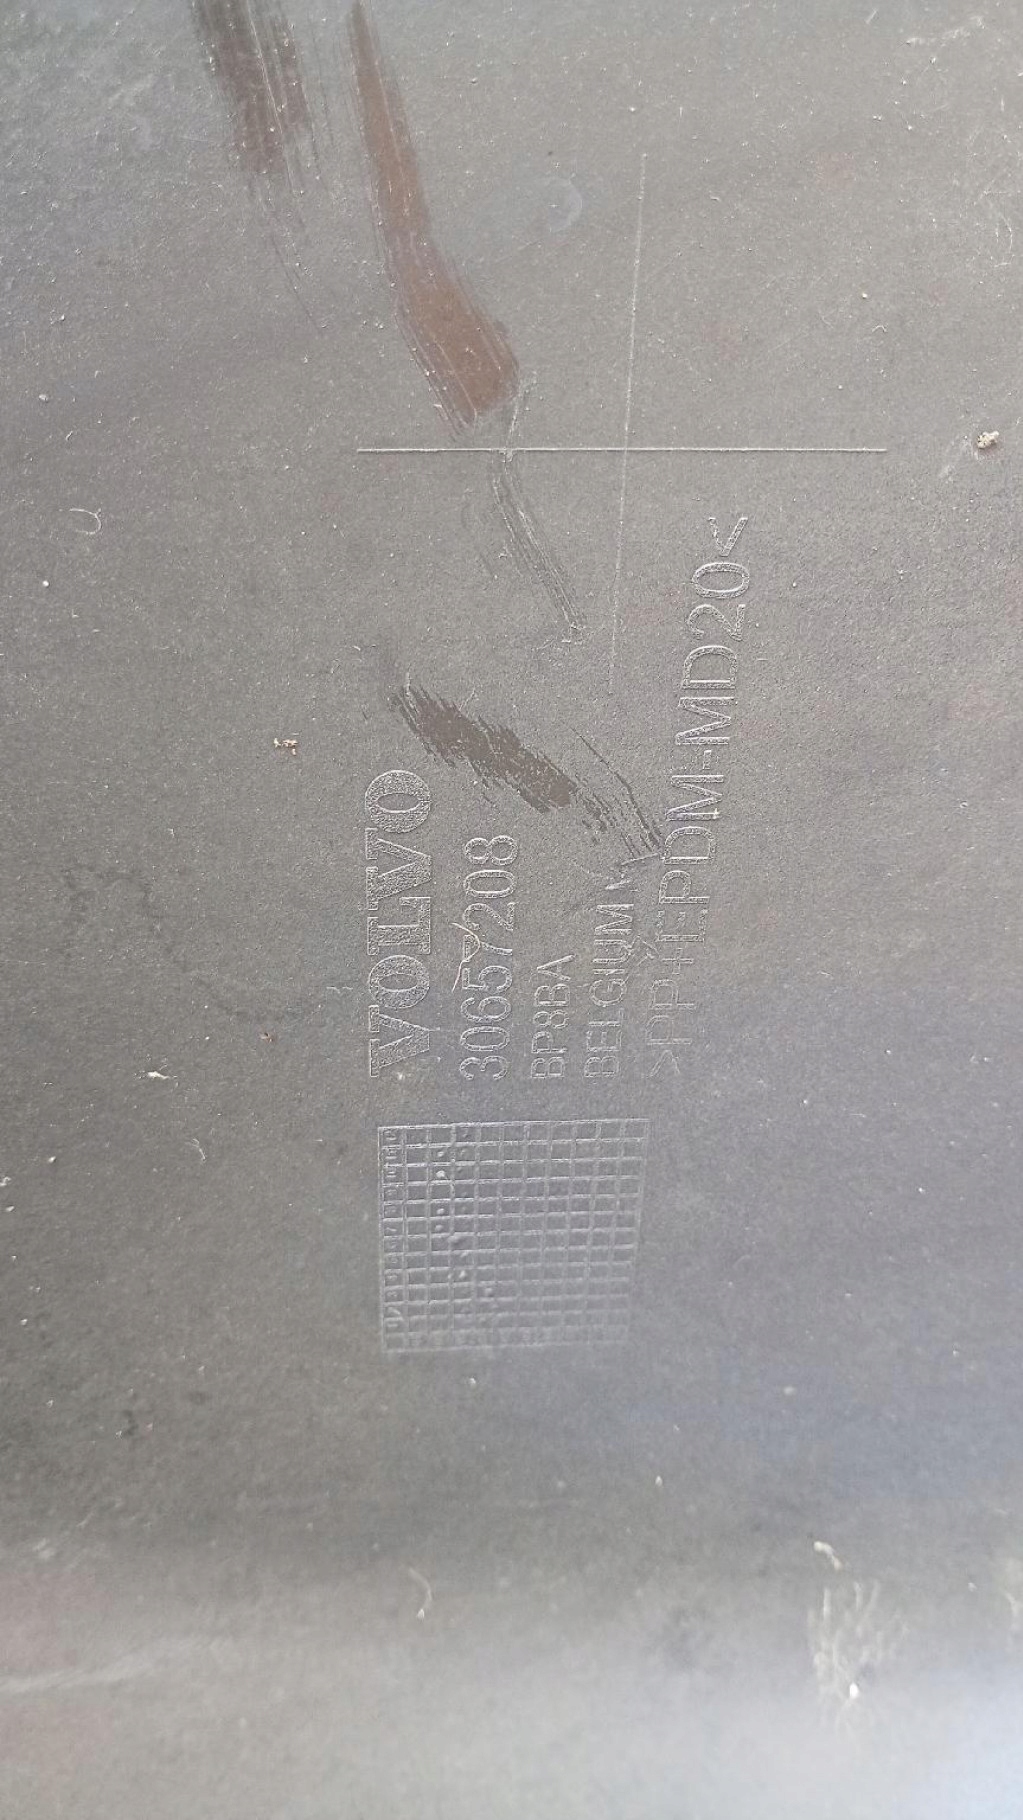 VOLVO
30657208
BP8BA
BELGIUM
>PP+EPDM-MD20<